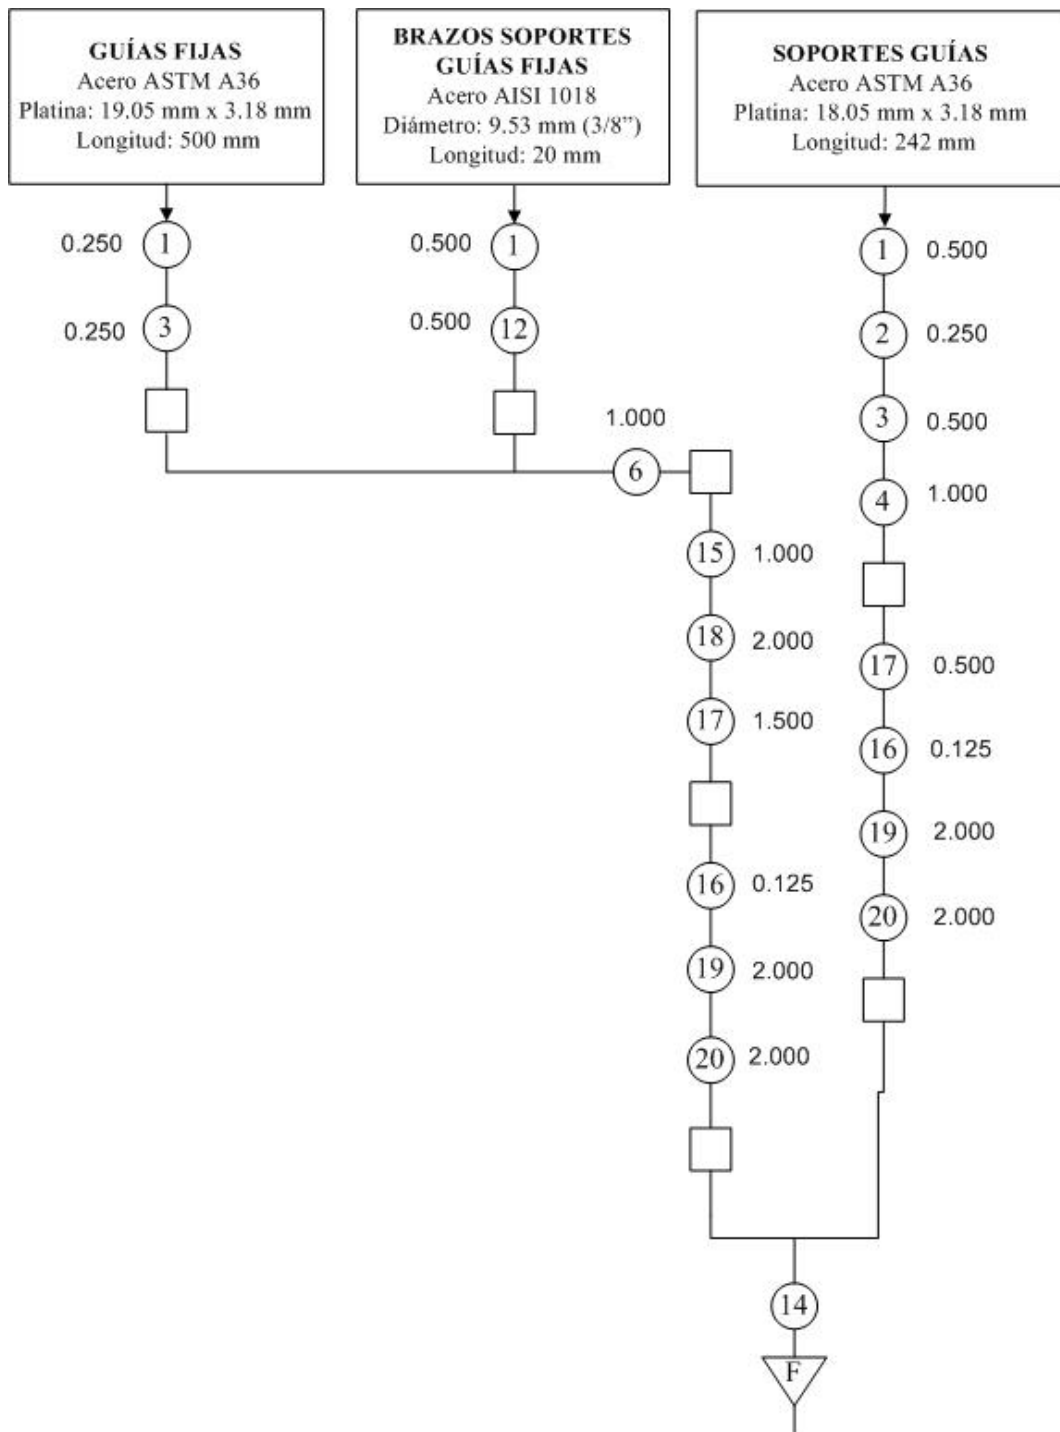 GUÍAS FIJAS
Acero ASTM A36
Platina: 19.05 mm x 3.18 mm
Longitud: 500 mm
BRAZOS SOPORTES
GUÍAS FIJAS
Acero AISI 1018
Diámetro: 9.53 mm (3/8”)
Longitud: 20 mm
SOPORTES GUÍAS
Acero ASTM A36
Platina: 18.05 mm x 3.18 mm
Longitud: 242 mm
0.250 1
0.250 3
0.500 1
0.500 12
1.000
6
15 1.000
18 2.000
17 1.500
16 0.125
19 2.000
20 2.000
1 0.500
2 0.250
3 0.500
4 1.000
17 0.500
16 0.125
19 2.000
20 2.000
14
F